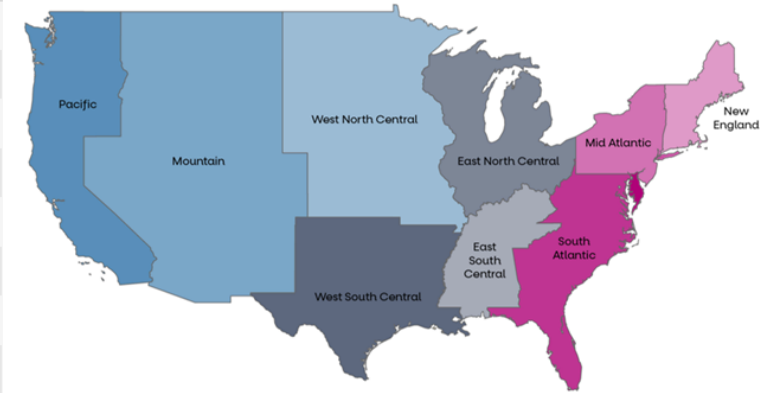 Pacific
Mountain
West North Central
East North Central
Mid Atlantic
New
England
West South Central
East
South
Central
South
Atlantic